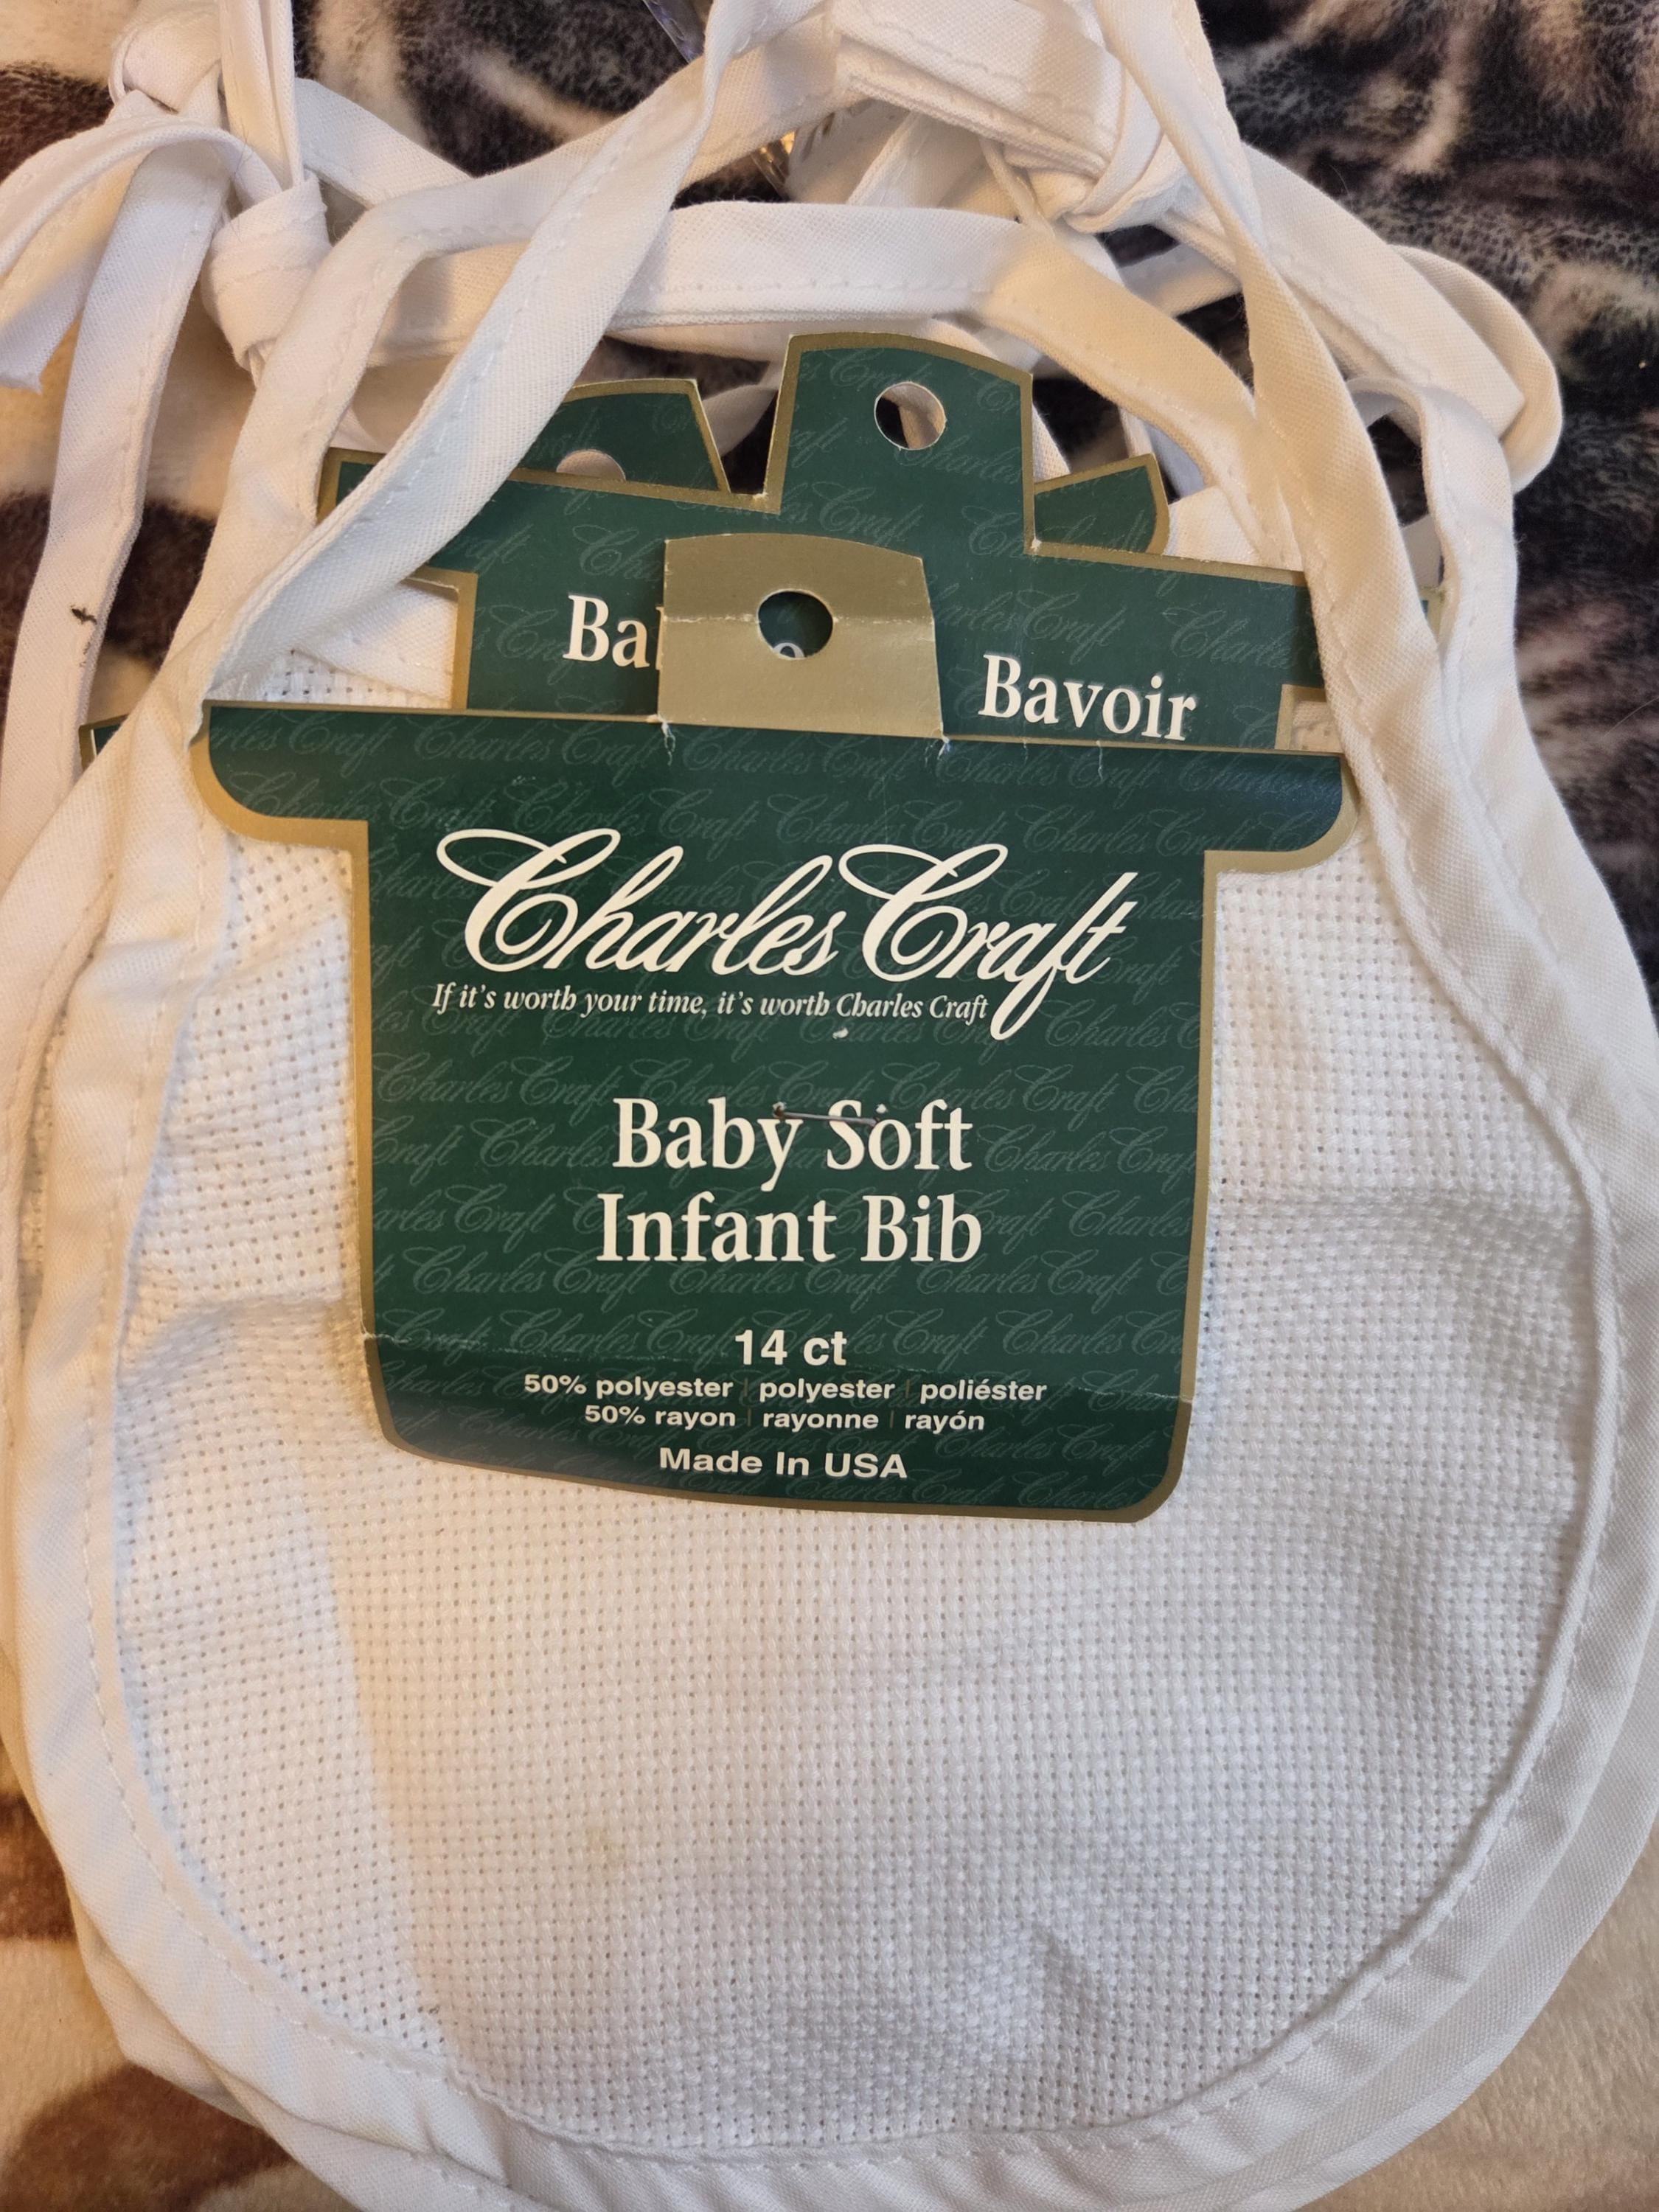 Bavoir
Charles Craft
If it's worth your time, it's worth Charles Craft
Baby Soft
Infant Bib
14 ct
50% polyester | polyester | poliéster
50% rayon | rayonne | rayón
Made In USA